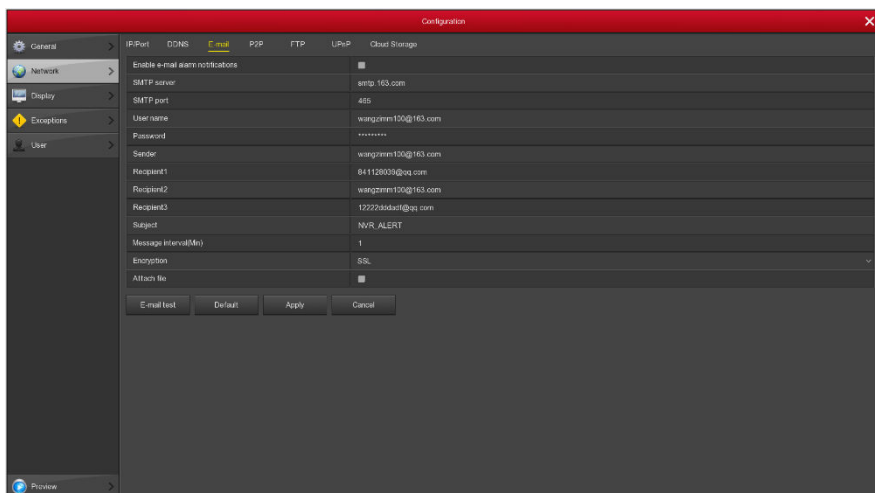 Configuration
General
Network
Display
Exceptions
User
Preview
IP/Port DDNS E-mail P2P FTP UPnP Cloud Storage
Enable e-mail alarm notifications
SMTP server smtp.163.com
SMTP port 465
User name wangzimm100@163.com
Password *********
Sender wangzimm100@163.com
Recipient1 841128039@qq.com
Recipient2 wangzimm100@163.com
Recipient3 12222dddadf@qq.com
Subject NVR_ALERT
Message interval(Min) 1
Encryption SSL
Attach file
E-mail test Default Apply Cancel